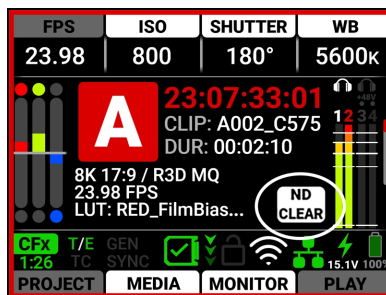 FPS ISO SHUTTER WB
23.98 800 180° 5600K
A
23:07:33:01
CLIP: A002_C575
DUR: 00:02:10
+48V
1 2 3 4
8K 17:9 / R3D MQ
23.98 FPS
LUT: RED_FilmBias...
ND
CLEAR
CFx T/E GEN
1:26 TC SYNC
15.1V 100%
PROJECT MEDIA MONITOR PLAY